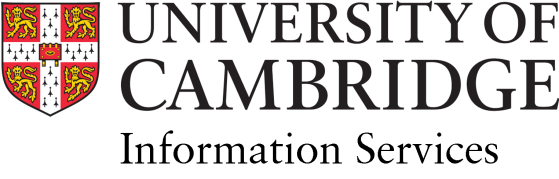 UNIVERSITY OF
CAMBRIDGE
Information Services